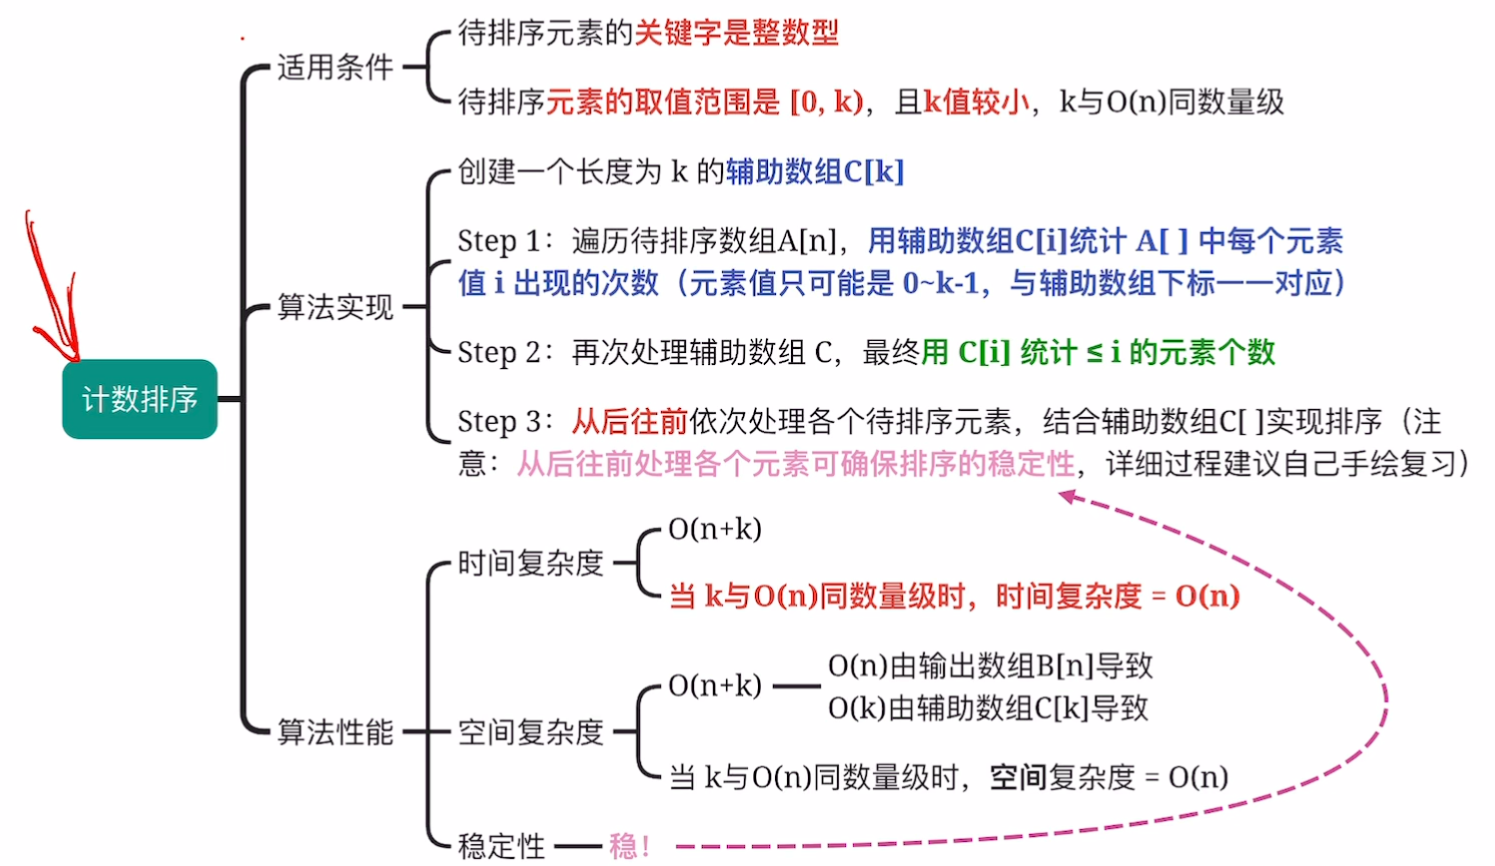 计数排序
适用条件
待排序元素的关键字是整数型
待排序元素的取值范围是 [0, k)，且k值较小，k与O(n)同数量级
算法实现
创建一个长度为 k 的辅助数组C[k]
Step 1：遍历待排序数组A[n]，用辅助数组C[i]统计 A[ ] 中每个元素
值 i 出现的次数（元素值只可能是 0~k-1，与辅助数组下标一一对应）
Step 2：再次处理辅助数组 C，最终用 C[i] 统计 ≤ i 的元素个数
Step 3：从后往前依次处理各个待排序元素，结合辅助数组C[ ]实现排序（注
意：从后往前处理各个元素可确保排序的稳定性，详细过程建议自己手绘复习）
算法性能
时间复杂度
O(n+k)
当 k与O(n)同数量级时，时间复杂度 = O(n)
空间复杂度
O(n+k)
O(n)由输出数组B[n]导致
O(k)由辅助数组C[k]导致
当 k与O(n)同数量级时，空间复杂度 = O(n)
稳定性
稳！